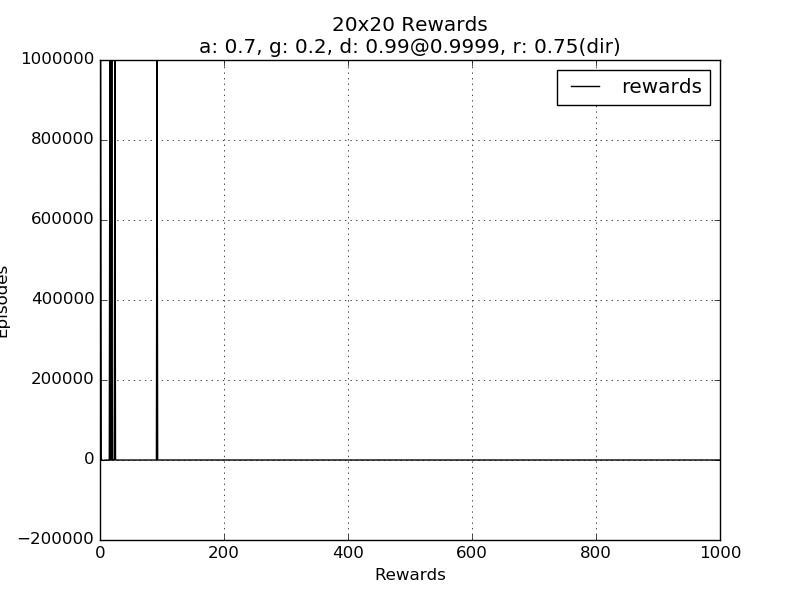 20x20 Rewards
a: 0.7, g: 0.2, d: 0.99@0.9999, r: 0.75(dir)
1000000
800000
600000
400000
200000
0
−200000
Episodes
rewards
0 200 400 600 800 1000
Rewards